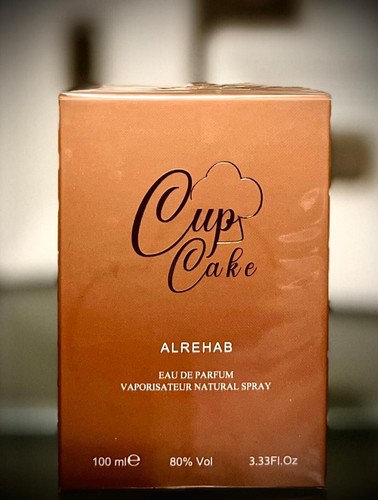 Cup
Cake
ALREHAB
EAU DE PARFUM
VAPORISATEUR NATURAL SPRAY
100 ml℮ 80% Vol 3.33Fl.Oz